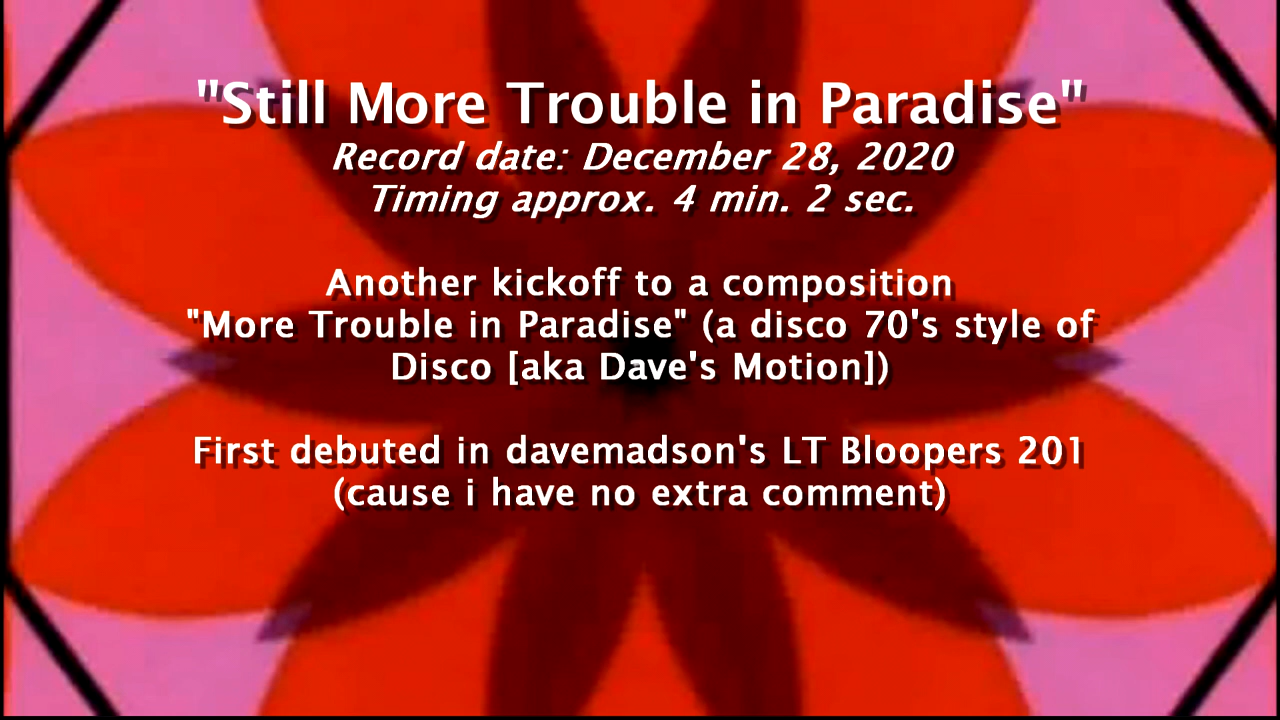 "Still More Trouble in Paradise"
Record date: December 28, 2020
Timing approx. 4 min. 2 sec.
Another kickoff to a composition
"More Trouble in Paradise" (a disco 70's style of
Disco [aka Dave's Motion])
First debuted in davemadson's LT Bloopers 201
(cause i have no extra comment)